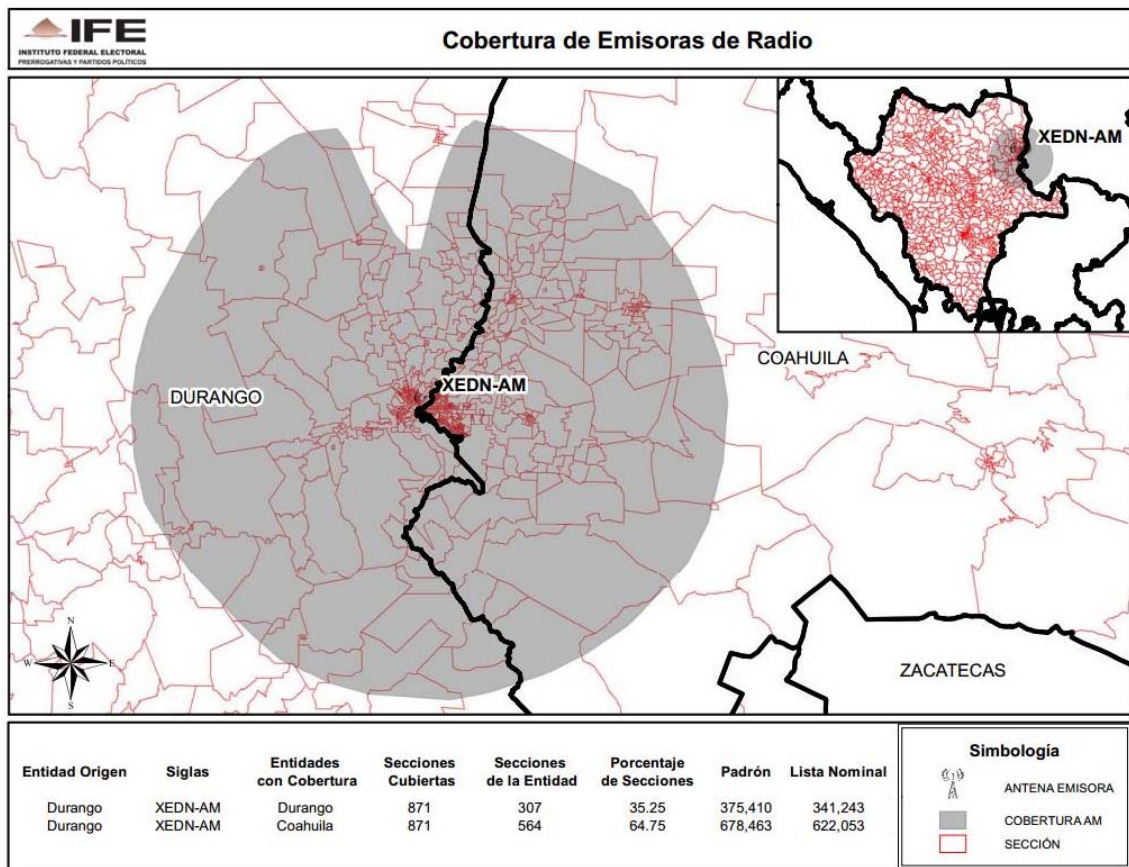 IFE
INSTITUTO FEDERAL ELECTORAL
PRERROGATIVAS Y PARTIDOS POLÍTICOS
Cobertura de Emisoras de Radio
XEDN-AM
COAHUILA
DURANGO
XEDN-AM
ZACATECAS
N
W E
S
Entidad Origen Siglas Entidades con Cobertura Secciones Cubiertas Secciones de la Entidad Porcentaje de Secciones Padrón Lista Nominal
Durango XEDN-AM Durango 871 307 35.25 375,410 341,243
Durango XEDN-AM Coahuila 871 564 64.75 678,463 622,053
Simbología
ANTENA EMISORA
COBERTURA AM
SECCIÓN